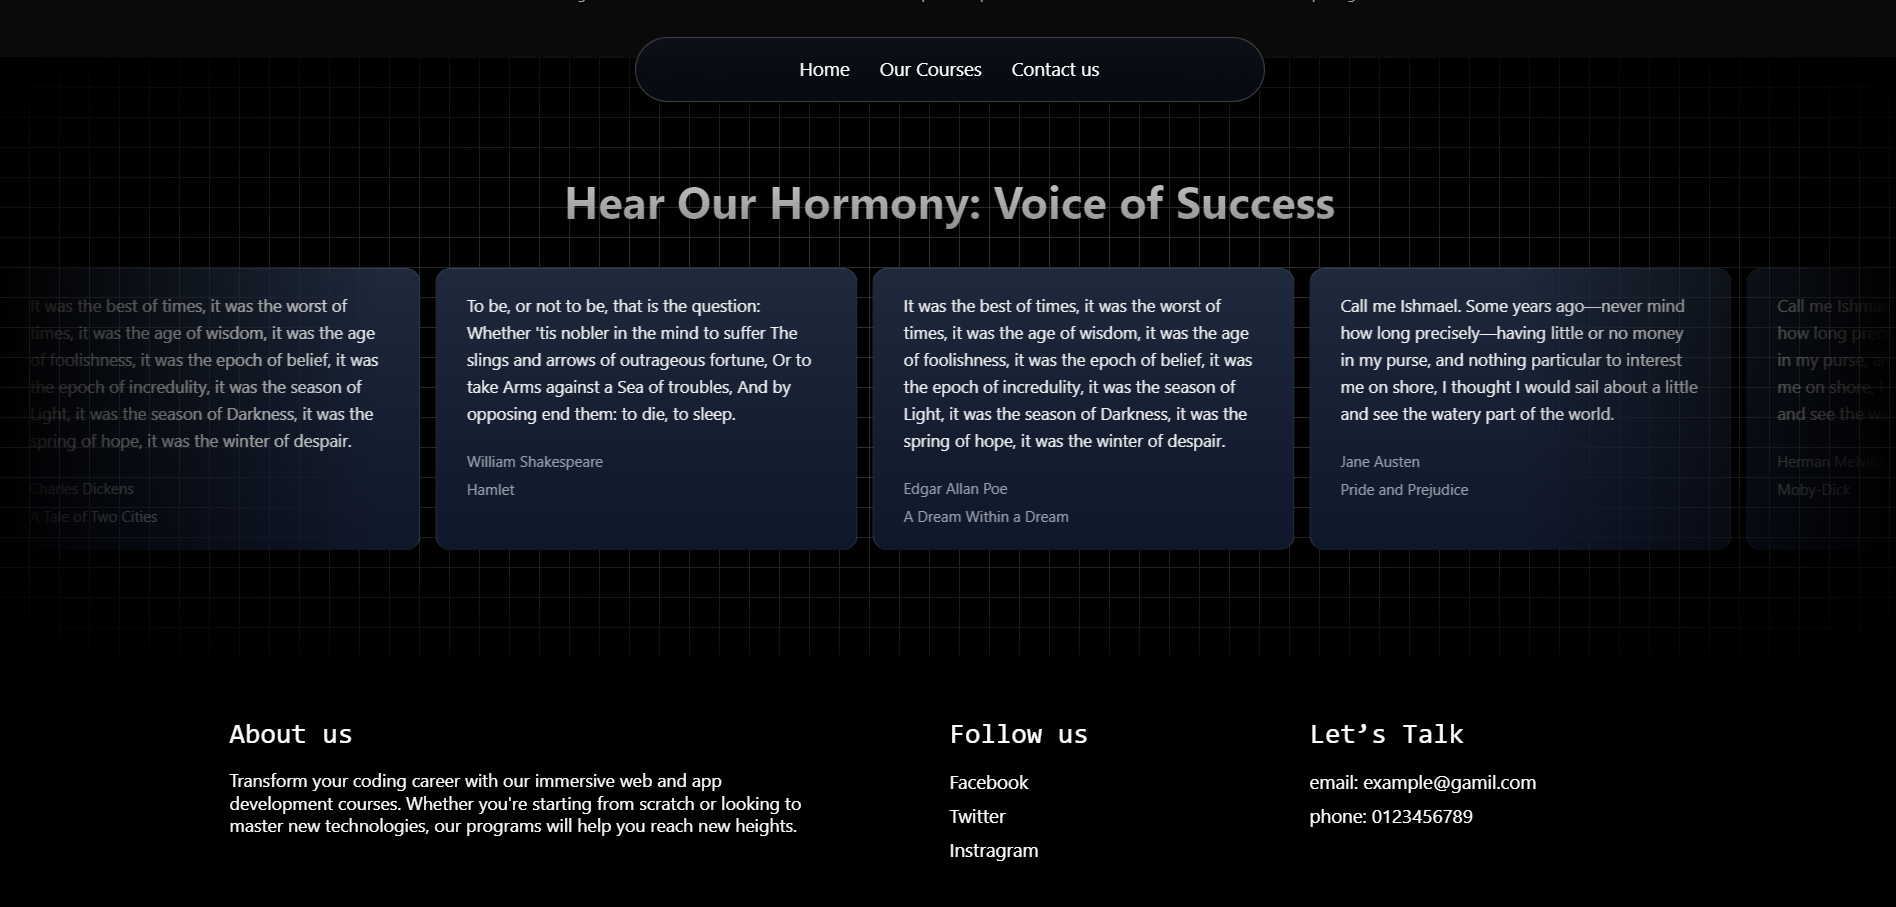 Home Our Courses Contact us
Hear Our Hormony: Voice of Success
It was the best of times, it was the worst of
times, it was the age of wisdom, it was the age
of foolishness, it was the epoch of belief, it was
the epoch of incredulity, it was the season of
Light, it was the season of Darkness, it was the
spring of hope, it was the winter of despair.
Charles Dickens
A Tale of Two Cities
To be, or not to be, that is the question:
Whether 'tis nobler in the mind to suffer The
slings and arrows of outrageous fortune, Or to
take Arms against a Sea of troubles, And by
opposing end them: to die, to sleep.
William Shakespeare
Hamlet
It was the best of times, it was the worst of
times, it was the age of wisdom, it was the age
of foolishness, it was the epoch of belief, it was
the epoch of incredulity, it was the season of
Light, it was the season of Darkness, it was the
spring of hope, it was the winter of despair.
Edgar Allan Poe
A Dream Within a Dream
Call me Ishmael. Some years ago—never mind
how long precisely—having little or no money
in my purse, and nothing particular to interest
me on shore, I thought I would sail about a little
and see the watery part of the world.
Jane Austen
Pride and Prejudice
Call me
how long
in my purse,
me on shore,
and see the
Herman Melville
Moby-Dick
About us
Transform your coding career with our immersive web and app
development courses. Whether you're starting from scratch or looking to
master new technologies, our programs will help you reach new heights.
Follow us
Facebook
Twitter
Instragram
Let’s Talk
email: example@gamil.com
phone: 0123456789